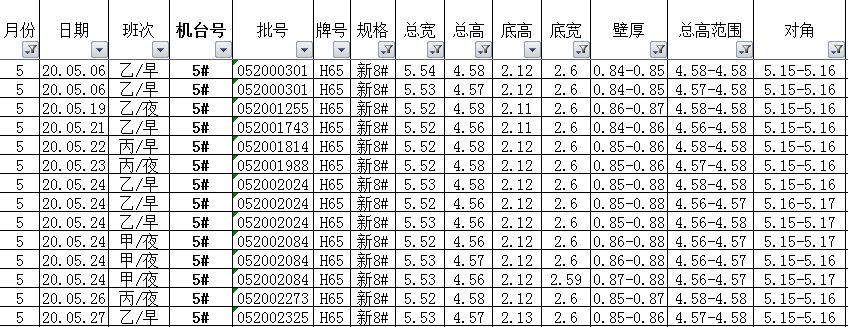 月份 日期 班次 机台号 批号 牌号 规格 总宽 总高 底高 底宽 壁厚 总高范围 对角
5 20.05.06 乙/早 5# 052000301 H65 新8# 5.54 4.58 2.12 2.6 0.84-0.85 4.58-4.58 5.15-5.16
5 20.05.06 乙/早 5# 052000301 H65 新8# 5.53 4.57 2.12 2.6 0.84-0.85 4.57-4.58 5.15-5.16
5 20.05.19 乙/夜 5# 052001255 H65 新8# 5.52 4.58 2.11 2.6 0.86-0.87 4.58-4.58 5.15-5.16
5 20.05.21 乙/早 5# 052001743 H65 新8# 5.52 4.56 2.11 2.6 0.84-0.86 4.56-4.58 5.15-5.16
5 20.05.22 丙/早 5# 052001814 H65 新8# 5.52 4.58 2.12 2.6 0.85-0.86 4.58-4.58 5.15-5.16
5 20.05.23 丙/夜 5# 052001988 H65 新8# 5.52 4.58 2.12 2.6 0.85-0.86 4.57-4.58 5.15-5.16
5 20.05.24 乙/早 5# 052002024 H65 新8# 5.53 4.58 2.12 2.6 0.85-0.88 4.58-4.58 5.15-5.16
5 20.05.24 乙/早 5# 052002024 H65 新8# 5.52 4.56 2.12 2.6 0.85-0.88 4.56-4.57 5.16-5.17
5 20.05.24 乙/早 5# 052002024 H65 新8# 5.53 4.56 2.12 2.6 0.85-0.88 4.56-4.58 5.15-5.17
5 20.05.24 甲/夜 5# 052002084 H65 新8# 5.52 4.56 2.12 2.6 0.86-0.88 4.56-4.57 5.15-5.17
5 20.05.24 甲/夜 5# 052002084 H65 新8# 5.53 4.57 2.12 2.6 0.85-0.88 4.56-4.57 5.15-5.16
5 20.05.24 甲/夜 5# 052002084 H65 新8# 5.53 4.56 2.12 2.59 0.87-0.88 4.56-4.57 5.15-5.17
5 20.05.26 丙/夜 5# 052002273 H65 新8# 5.52 4.58 2.12 2.6 0.85-0.87 4.58-4.58 5.15-5.16
5 20.05.27 乙/早 5# 052002325 H65 新8# 5.53 4.57 2.13 2.6 0.85-0.86 4.57-4.58 5.15-5.16